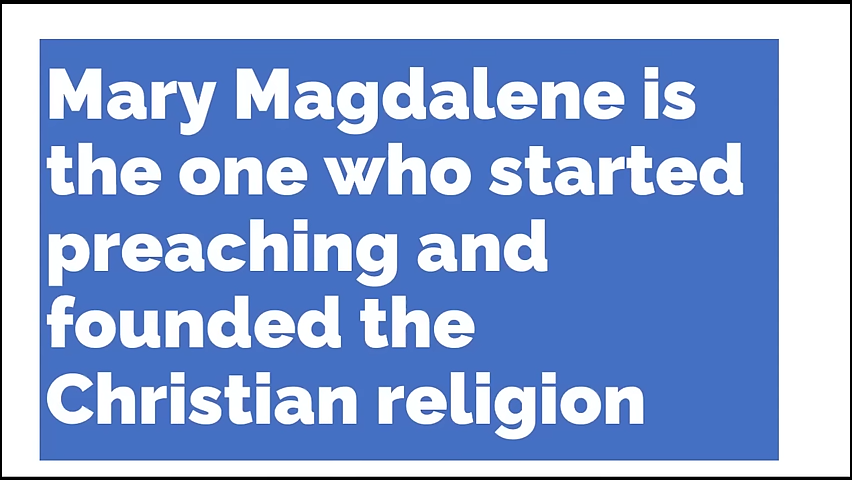 Mary Magdalene is
the one who started
preaching and
founded the
Christian religion